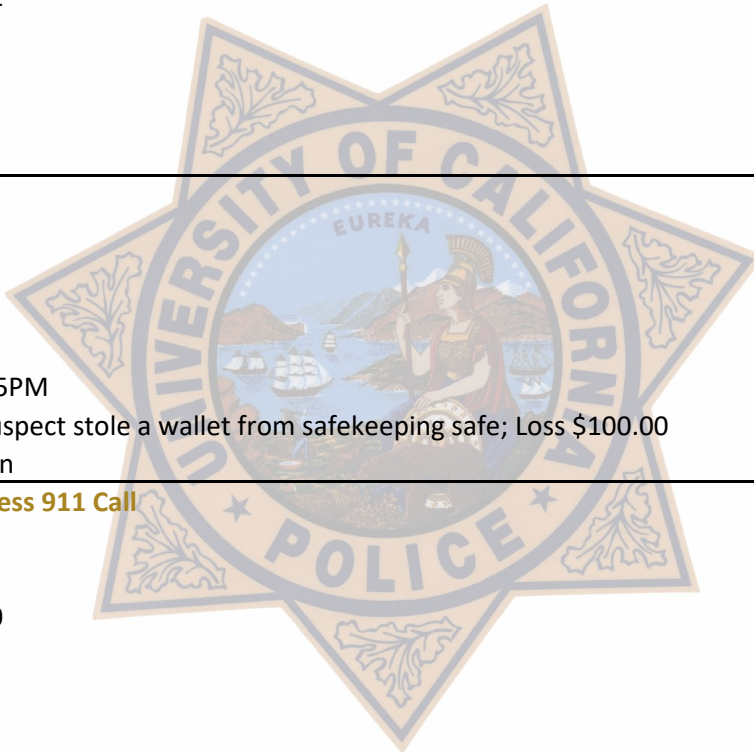 5PM
uspect stole a wallet from safekeeping safe; Loss $100.00
n
ess 911 Call
UNIVERSITY OF CALIFORNIA
EUREKA
POLICE